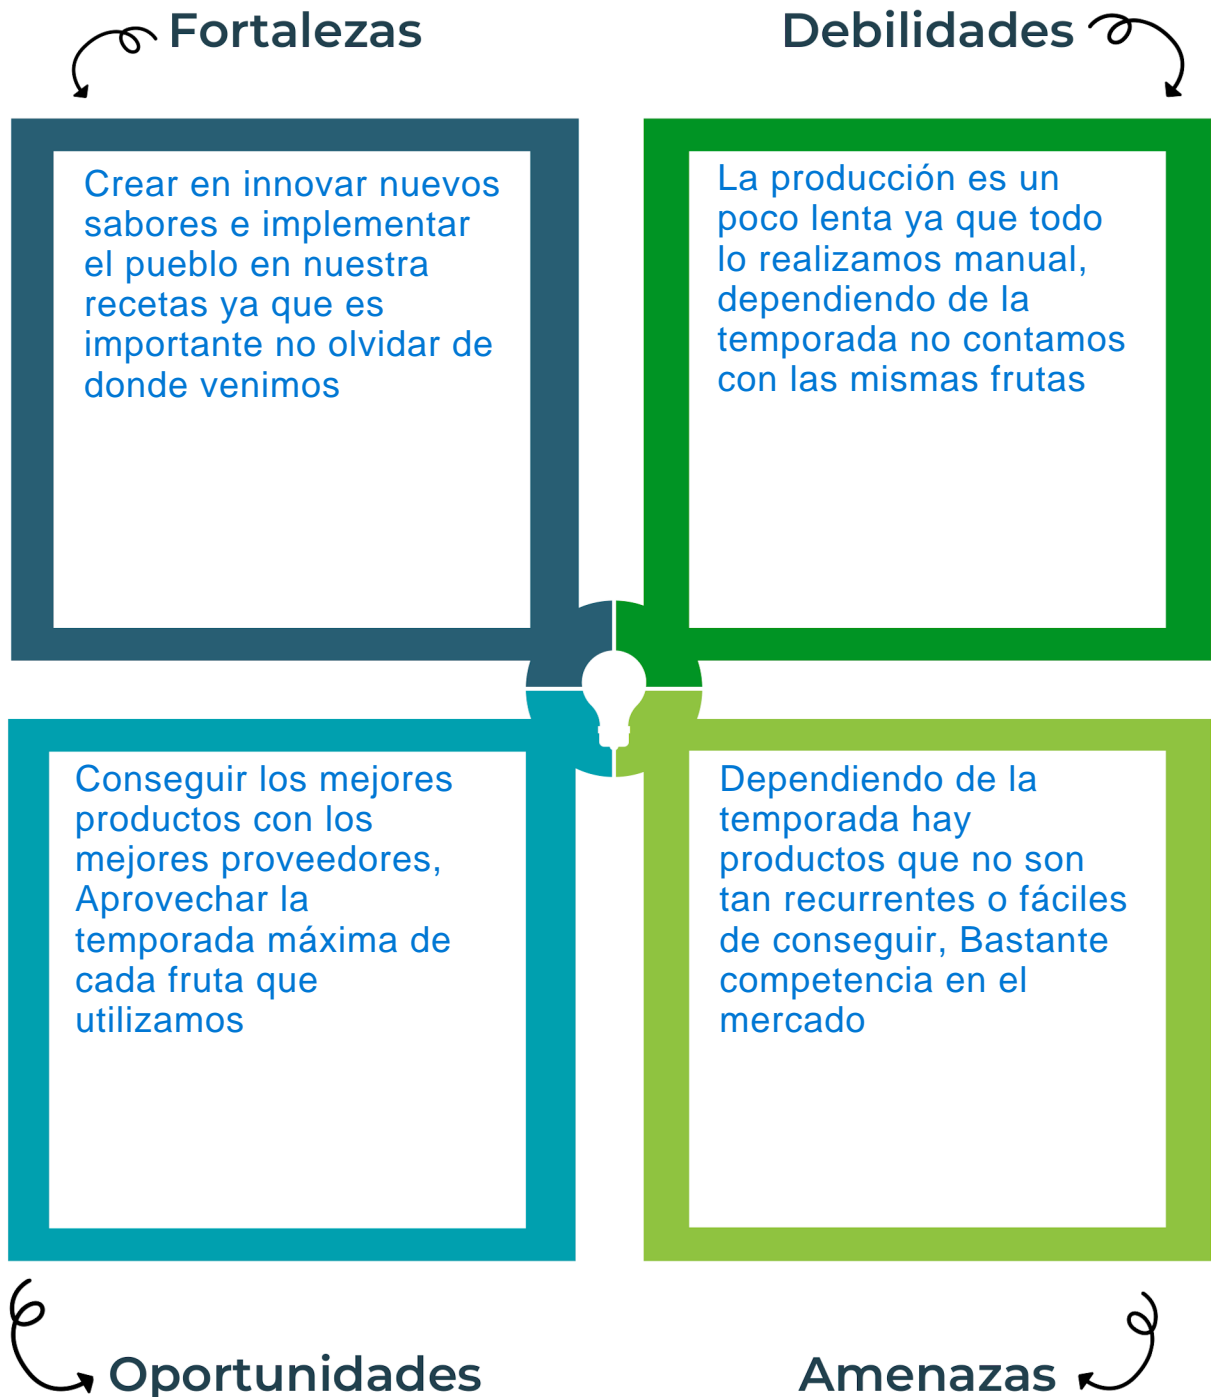 Fortalezas
Crear en innovar nuevos
sabores e implementar
el pueblo en nuestra
recetas ya que es
importante no olvidar de
donde venimos
Debilidades
La producción es un
poco lenta ya que todo
lo realizamos manual,
dependiendo de la
temporada no contamos
con las mismas frutas
Conseguir los mejores
productos con los
mejores proveedores,
Aprovechar la
temporada máxima de
cada fruta que
utilizamos
Oportunidades
Dependiendo de la
temporada hay
productos que no son
tan recurrentes o fáciles
de conseguir, Bastante
competencia en el
mercado
Amenazas